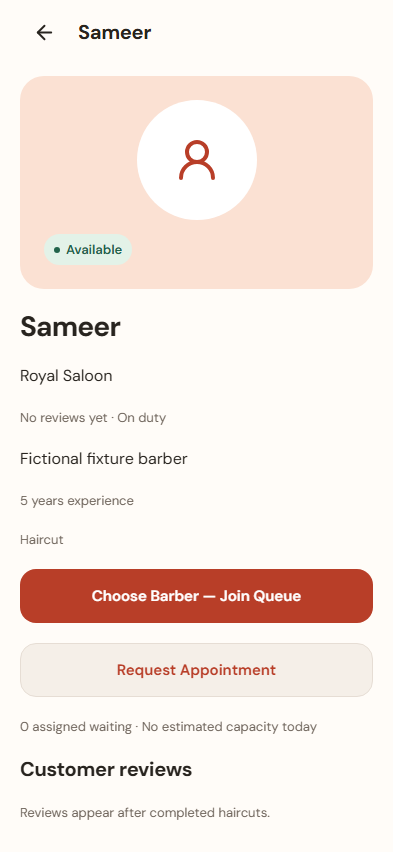 Sameer
Available
Sameer
Royal Saloon
No reviews yet · On duty
Fictional fixture barber
5 years experience
Haircut
Choose Barber — Join Queue
Request Appointment
0 assigned waiting · No estimated capacity today
Customer reviews
Reviews appear after completed haircuts.